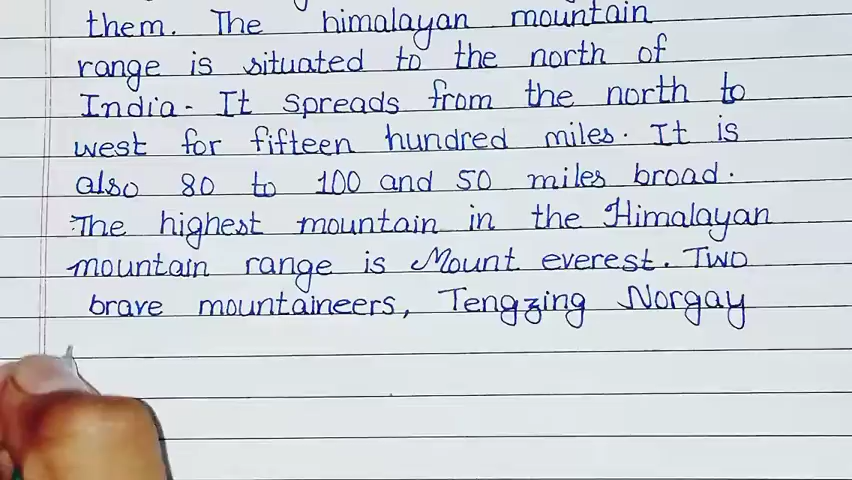 them. The himalayan mountain
range is situated to the north of
India. It spreads from the north to
west for fifteen hundred miles. It is
also 80 to 100 and 50 miles broad.
The highest mountain in the Himalayan
mountain range is Mount everest. Two
brave mountaineers, Tengzing Norgay